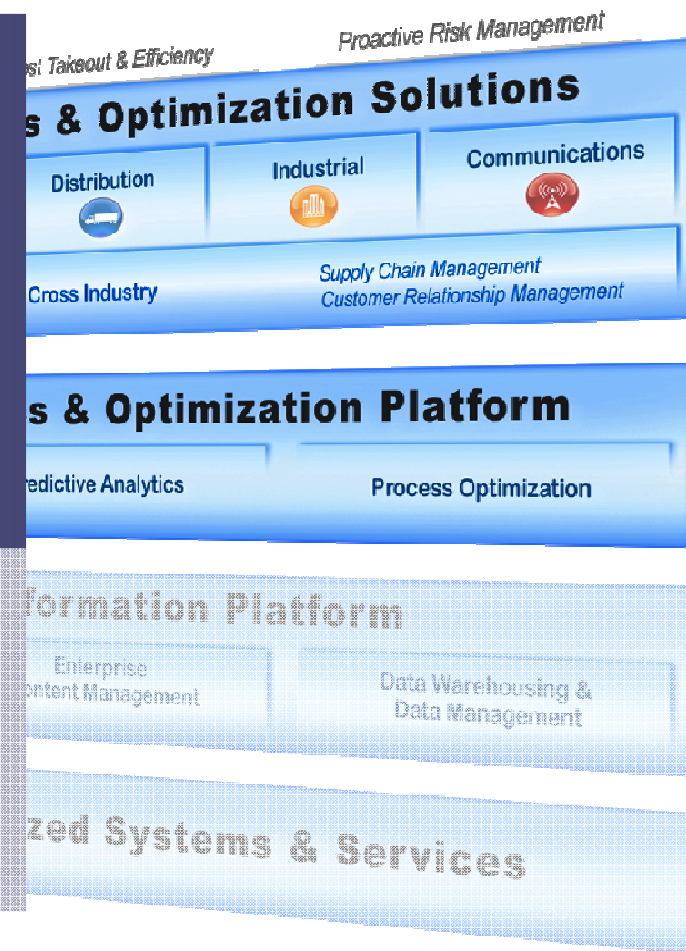 Proactive Risk Management
Takeout & Efficiency
s & Optimization Solutions
Distribution
Industrial
Communications
Cross Industry
Supply Chain Management
Customer Relationship Management
s & Optimization Platform
redictive Analytics
Process Optimization
formation Platform
Enterprise
ontent Management
Data Warehousing &
Data Management
zed Systems & Services